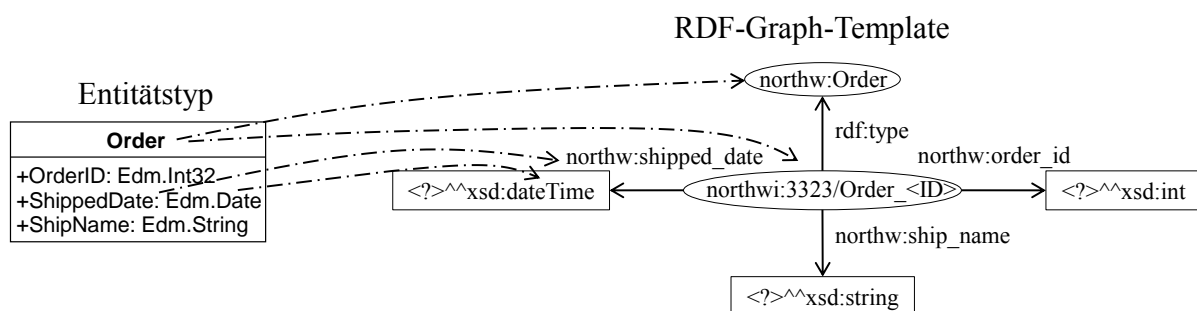 RDF-Graph-Template
Entitätstyp
northw:Order
Order
rdf:type
+OrderID: Edm.Int32
+ShippedDate: Edm.Date
+ShipName: Edm.String
northw:shipped_date
northw:order_id
<?>^^xsd:dateTime
northwi:3323/Order_<ID>
<?>^^xsd:int
northw:ship_name
<?>^^xsd:string